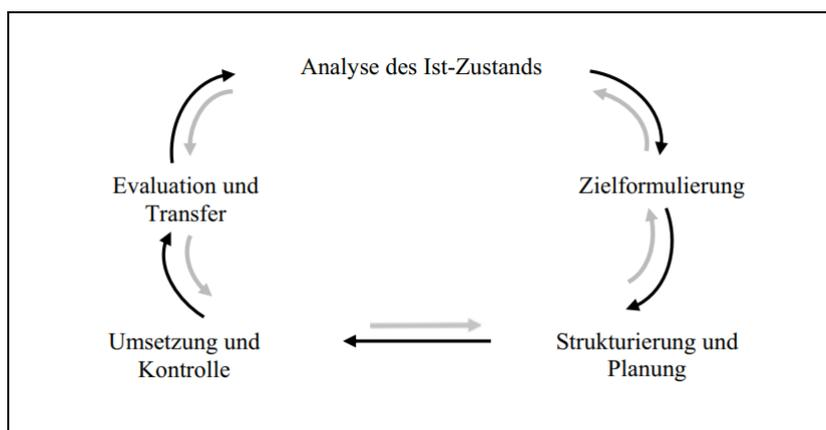 Analyse des Ist-Zustands
Zielformulierung
Strukturierung und
Planung
Umsetzung und
Kontrolle
Evaluation und
Transfer